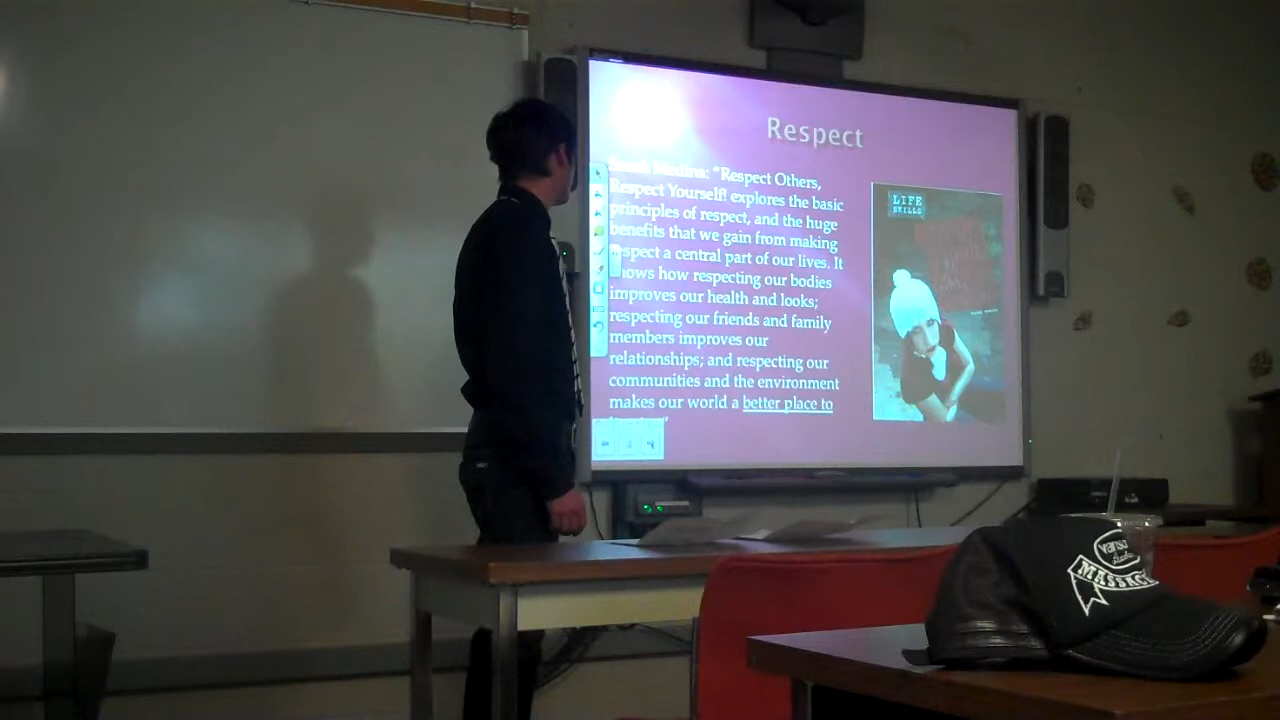 Respect
Medina: "Respect Others,
Respect Yourself! explores the basic
principles of respect, and the huge
benefits that we gain from making
respect a central part of our lives. It
shows how respecting our bodies
improves our health and looks;
respecting our friends and family
members improves our
relationships; and respecting our
communities and the environment
makes our world a better place to
LIFE
SKILLS
MASSAGE